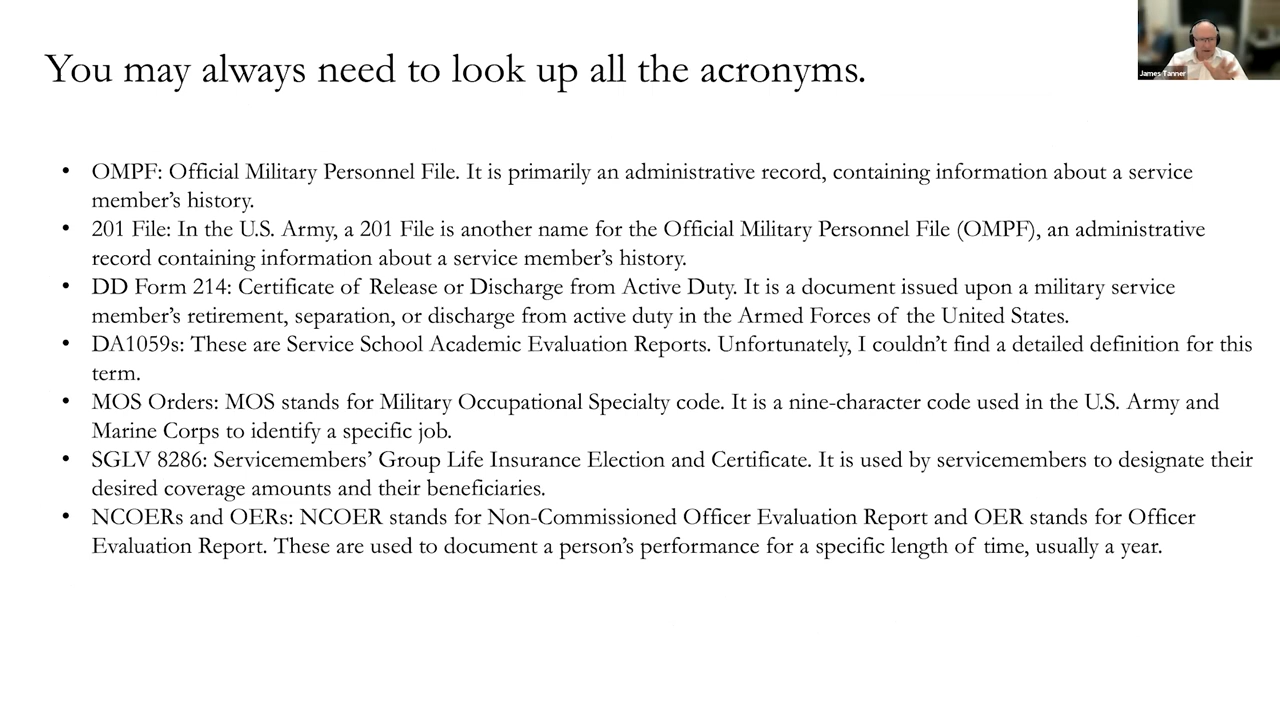 You may always need to look up all the acronyms.
James Tanner
• OMPF: Official Military Personnel File. It is primarily an administrative record, containing information about a service
member's history.
• 201 File: In the U.S. Army, a 201 File is another name for the Official Military Personnel File (OMPF), an administrative
record containing information about a service member's history.
• DD Form 214: Certificate of Release or Discharge from Active Duty. It is a document issued upon a military service
member's retirement, separation, or discharge from active duty in the Armed Forces of the United States.
• DA1059s: These are Service School Academic Evaluation Reports. Unfortunately, I couldn't find a detailed definition for this
term.
• MOS Orders: MOS stands for Military Occupational Specialty code. It is a nine-character code used in the U.S. Army and
Marine Corps to identify a specific job.
• SGLV 8286: Servicemembers' Group Life Insurance Election and Certificate. It is used by servicemembers to designate their
desired coverage amounts and their beneficiaries.
• NCOERs and OERs: NCOER stands for Non-Commissioned Officer Evaluation Report and OER stands for Officer
Evaluation Report. These are used to document a person's performance for a specific length of time, usually a year.